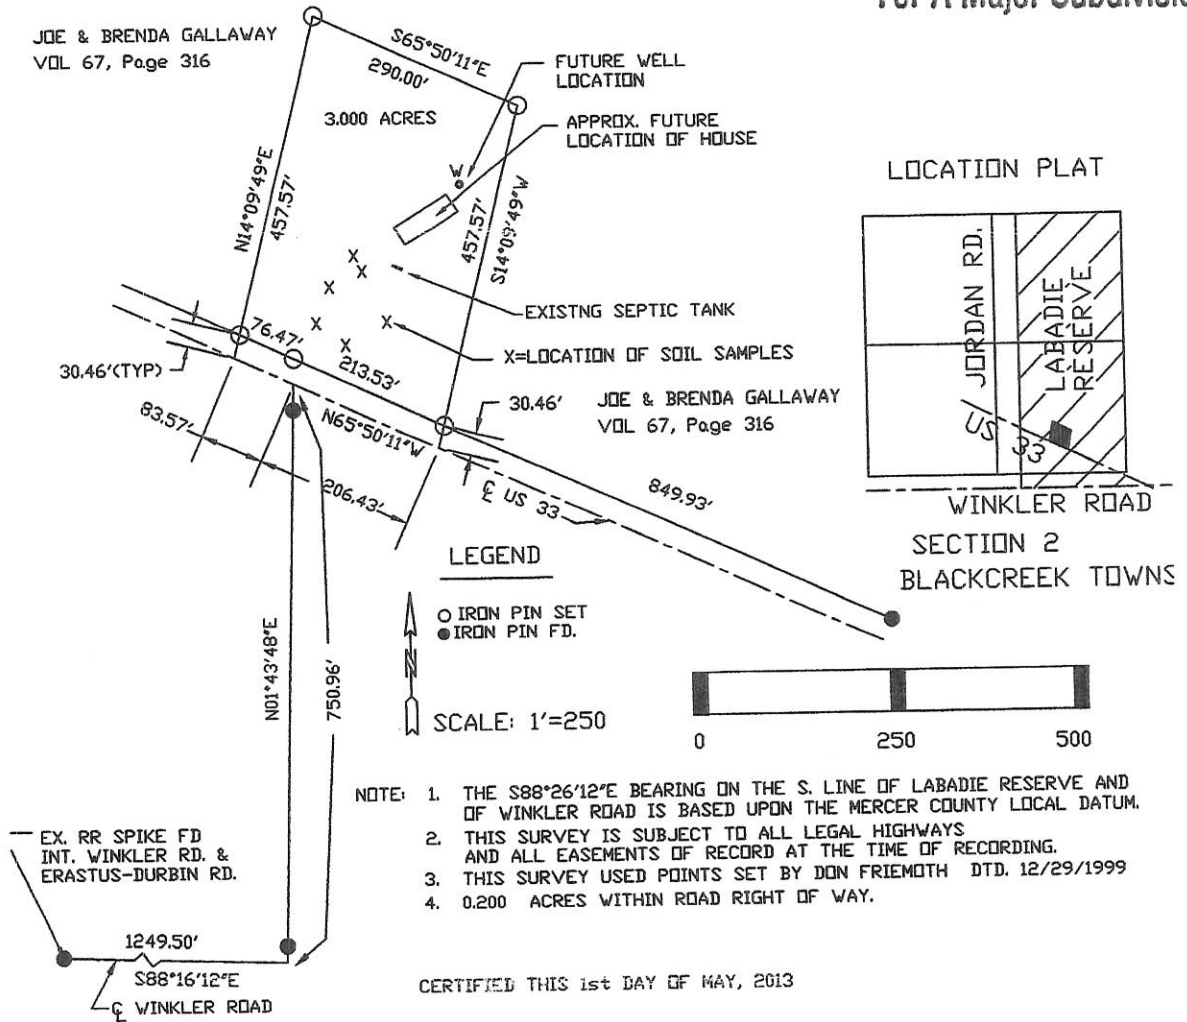 JOE & BRENDA GALLAWAY
VOL 67, Page 316
S65°50'11"E
290.00'
3.000 ACRES
FUTURE WELL
LOCATION
APPROX. FUTURE
LOCATION OF HOUSE
W
N14°09'49"E
457.57'
457.57'
S14°09'49"W
X
X
X
X
X
X
EXISTNG SEPTIC TANK
X=LOCATION OF SOIL SAMPLES
76.47'
213.53'
30.46'(TYP)
30.46'
JOE & BRENDA GALLAWAY
VOL 67, Page 316
83.57'
N65°50'11"W
206.43'
℄ US 33
849.93'
LOCATION PLAT
JORDAN RD.
LABADIE
RESERVE
US 33
WINKLER ROAD
SECTION 2
BLACKCREEK TOWNS
LEGEND
IRON PIN SET
IRON PIN FD.
N
SCALE: 1'=250
0
250
500
N01°43'48"E
750.96'
NOTE: 1. THE S88°26'12"E BEARING ON THE S. LINE OF LABADIE RESERVE AND
OF WINKLER ROAD IS BASED UPON THE MERCER COUNTY LOCAL DATUM.
2. THIS SURVEY IS SUBJECT TO ALL LEGAL HIGHWAYS
AND ALL EASEMENTS OF RECORD AT THE TIME OF RECORDING.
3. THIS SURVEY USED POINTS SET BY DON FRIEMOTH DTD. 12/29/1999
4. 0.200 ACRES WITHIN ROAD RIGHT OF WAY.
EX. RR SPIKE FD
INT. WINKLER RD. &
ERASTUS-DURBIN RD.
1249.50'
S88°16'12"E
℄ WINKLER ROAD
CERTIFIED THIS 1st DAY OF MAY, 2013